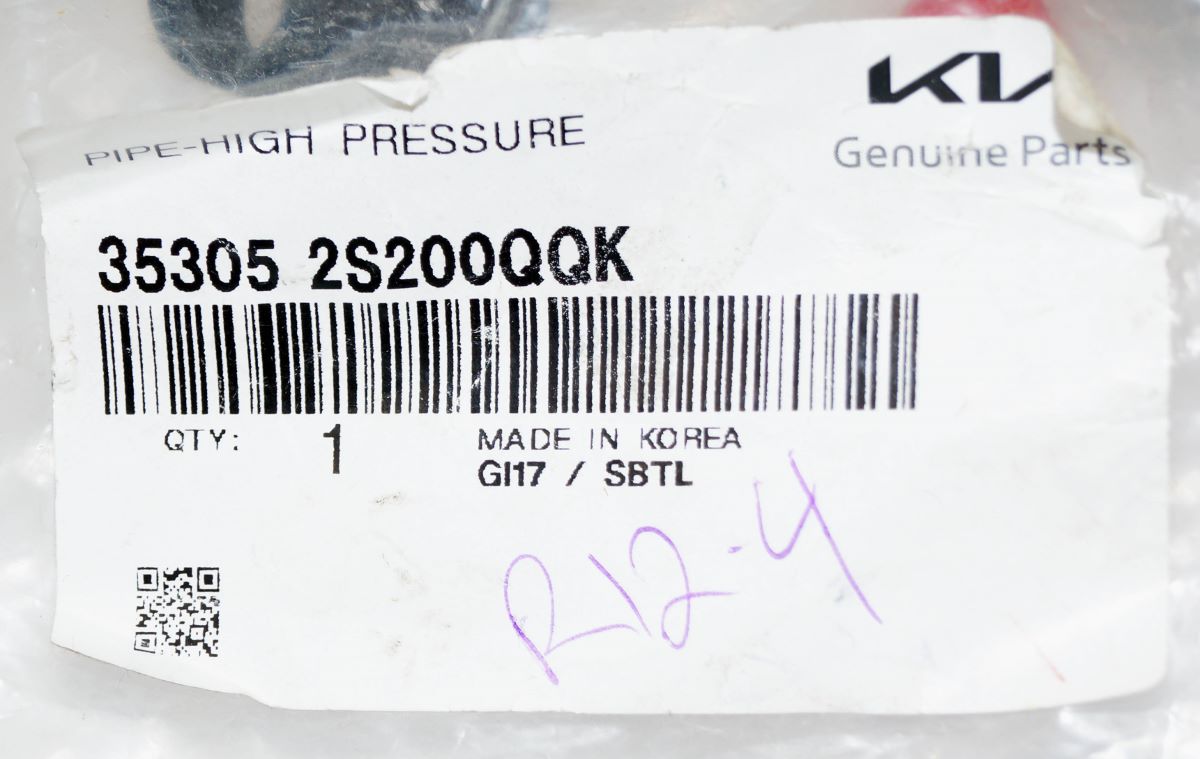 KIA
PIPE-HIGH PRESSURE
Genuine Parts
35305 2S200QQK
QTY: 1
MADE IN KOREA
GI17 / SBTL
R12-4